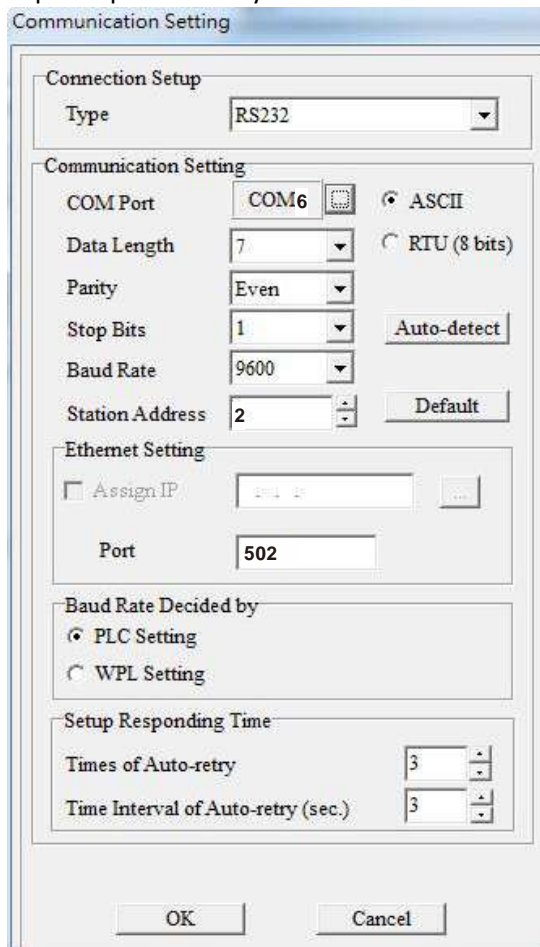 Communication Setting
Connection Setup
Type RS232
Communication Setting
COM Port COM6 ASCII
Data Length 7 RTU (8 bits)
Parity Even
Stop Bits 1 Auto-detect
Baud Rate 9600
Station Address 2 Default
Ethernet Setting
Assign IP ...
Port 502
Baud Rate Decided by
PLC Setting
WPL Setting
Setup Responding Time
Times of Auto-retry 3
Time Interval of Auto-retry (sec.) 3
OK Cancel